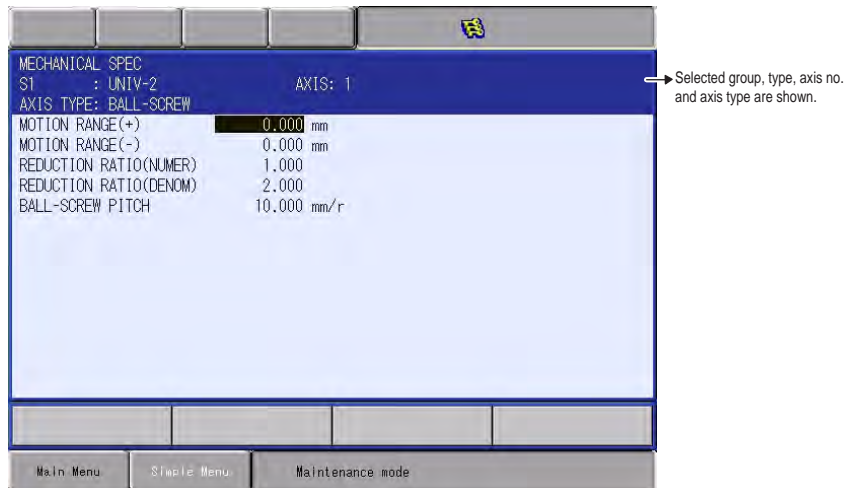 MECHANICAL SPEC
S1 : UNIV-2 AXIS: 1
AXIS TYPE: BALL-SCREW
MOTION RANGE(+) 0.000 mm
MOTION RANGE(-) 0.000 mm
REDUCTION RATIO(NUMER) 1.000
REDUCTION RATIO(DENOM) 2.000
BALL-SCREW PITCH 10.000 mm/r
Selected group, type, axis no.
and axis type are shown.
Main Menu Simple Menu Maintenance mode